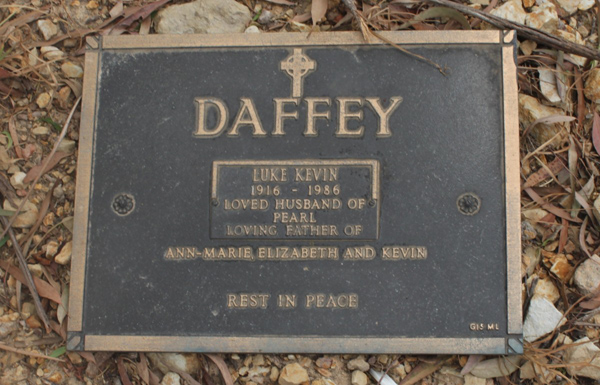 DAFFEY
LUKE KEVIN
1916 - 1986
LOVED HUSBAND OF
PEARL
LOVING FATHER OF
ANN-MARIE, ELIZABETH AND KEVIN
REST IN PEACE
G15 ML